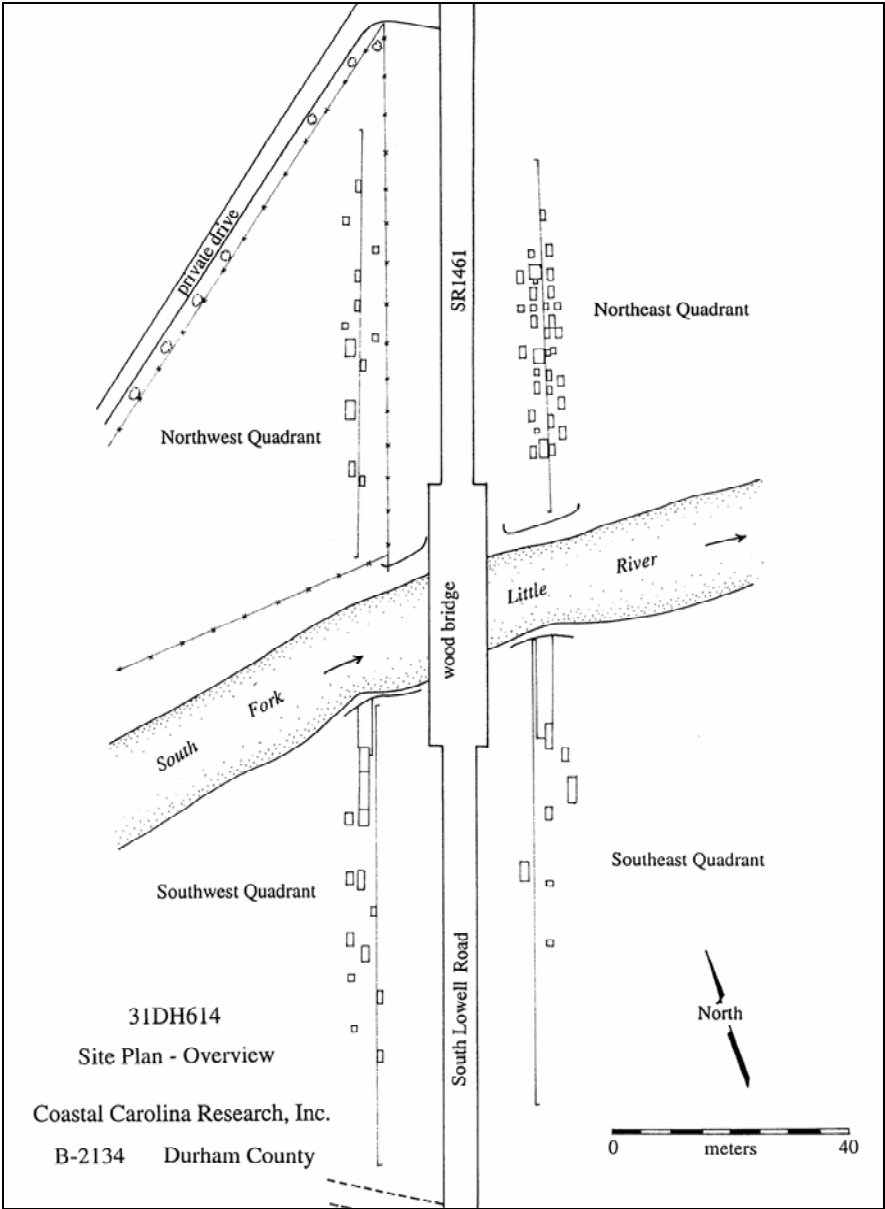 private drive
SR1461
Northeast Quadrant
Northwest Quadrant
wood bridge
Little River
South Fork
Southeast Quadrant
Southwest Quadrant
South Lowell Road
North
31DH614
Site Plan - Overview
Coastal Carolina Research, Inc.
B-2134 Durham County
0 meters 40